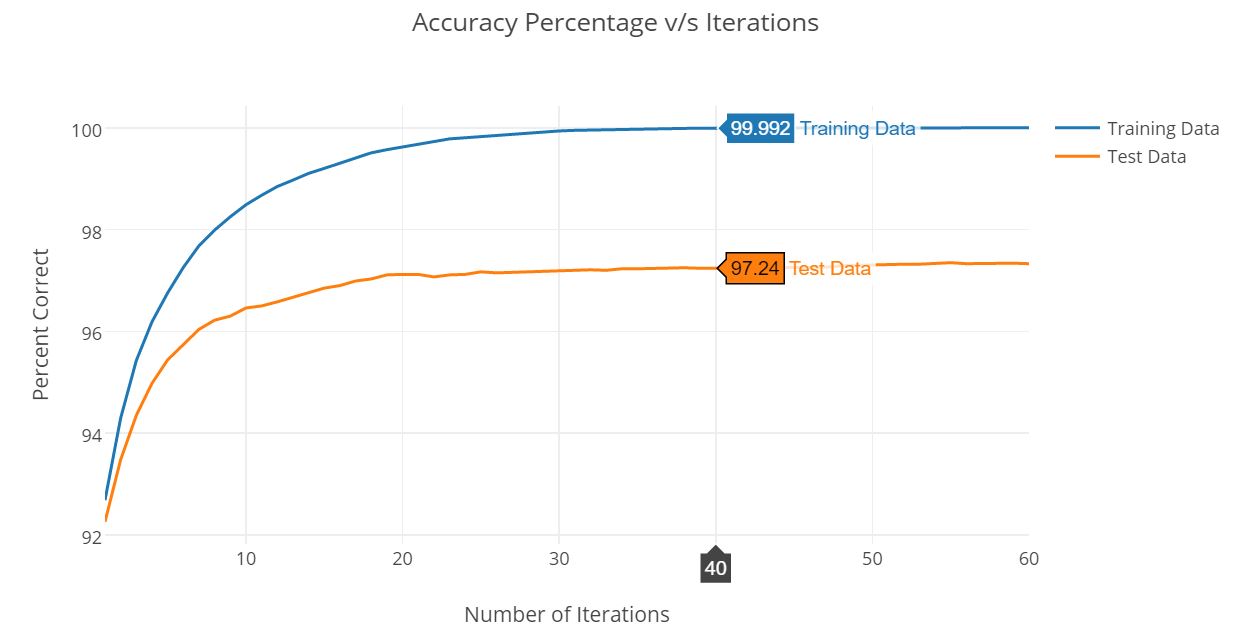 Accuracy Percentage v/s Iterations
100
98
96
94
92
Percent Correct
99.992 Training Data
97.24 Test Data
Training Data
Test Data
10 20 30 40 50 60
Number of Iterations